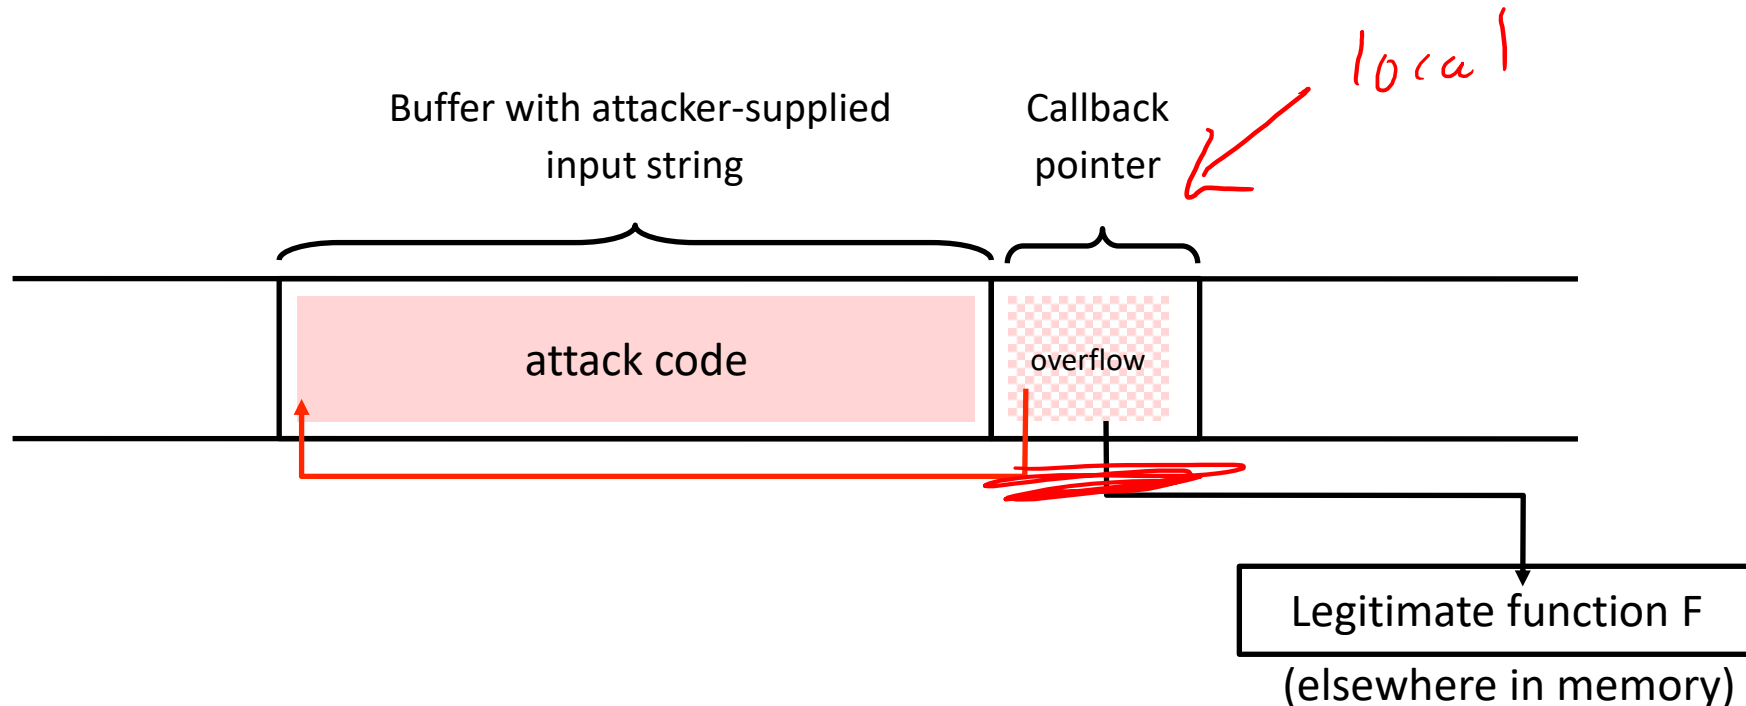 local
Buffer with attacker-supplied
input string
Callback
pointer
attack code
overflow
Legitimate function F
(elsewhere in memory)